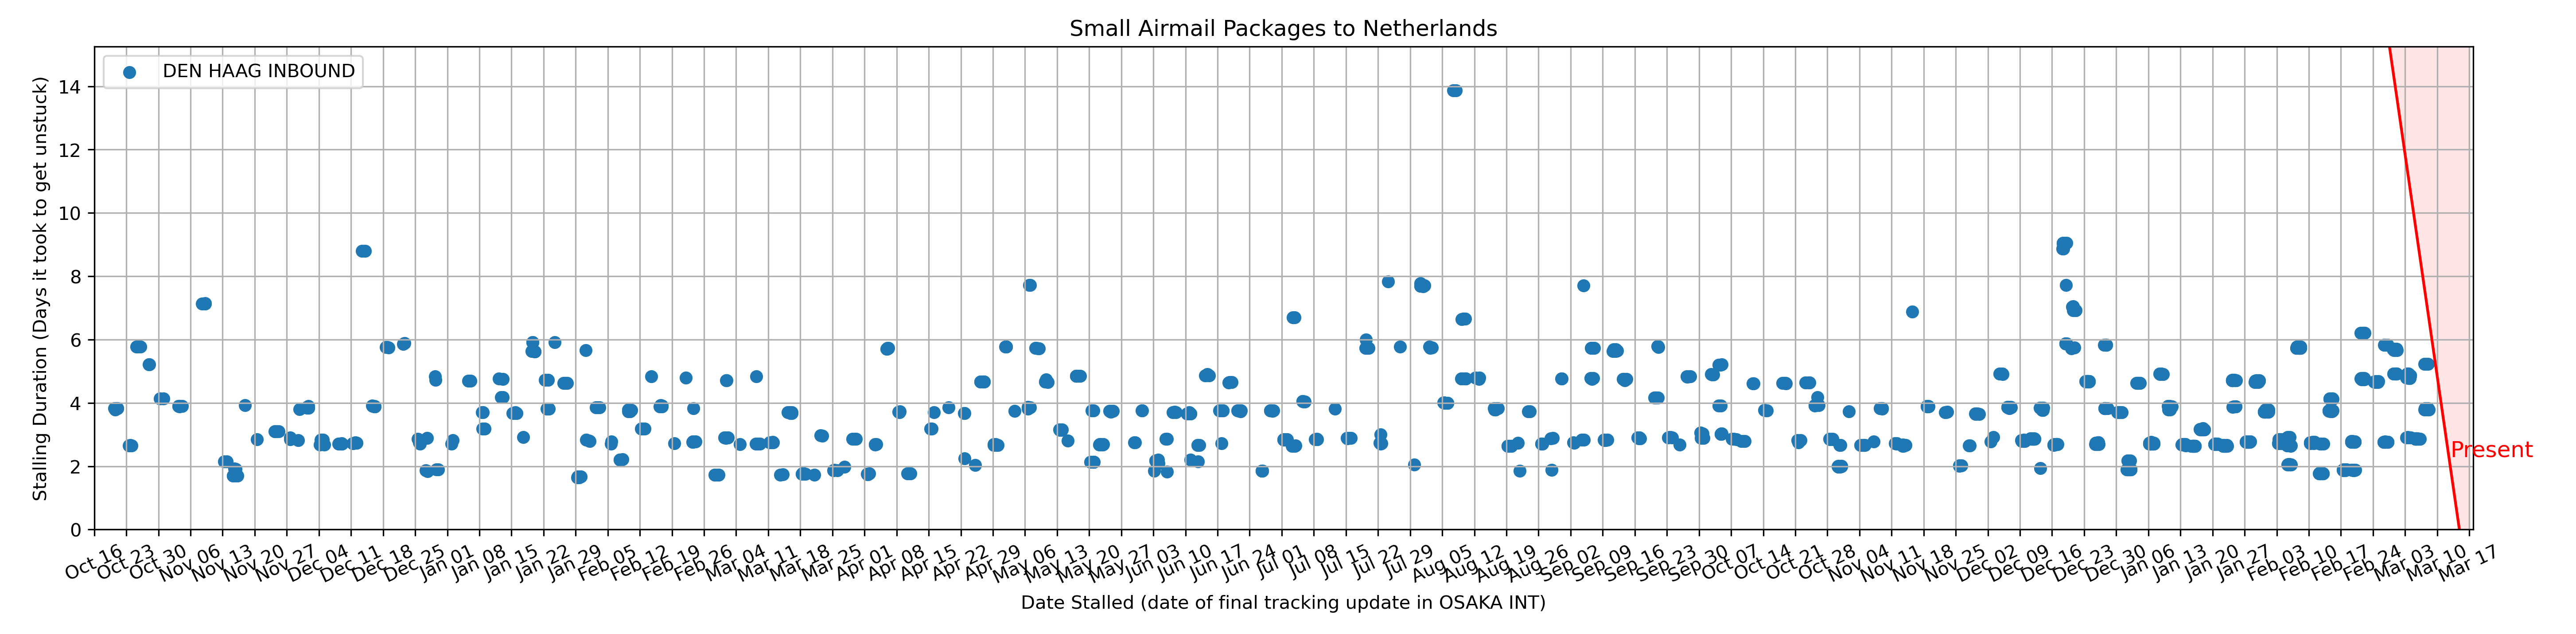 Small Airmail Packages to Netherlands
DEN HAAG INBOUND
Stalling Duration (Days it took to get unstuck)
14
12
10
8
6
4
2
0
Present
Oct 16
Oct 23
Oct 30
Nov 06
Nov 13
Nov 20
Nov 27
Dec 04
Dec 11
Dec 18
Dec 25
Jan 01
Jan 08
Jan 15
Jan 22
Jan 29
Feb 05
Feb 12
Feb 19
Feb 26
Mar 04
Mar 11
Mar 18
Mar 25
Apr 01
Apr 08
Apr 15
Apr 22
Apr 29
May 06
May 13
May 20
May 27
Jun 03
Jun 10
Jun 17
Jun 24
Jul 01
Jul 08
Jul 15
Jul 22
Jul 29
Aug 05
Aug 12
Aug 19
Aug 26
Sep 02
Sep 09
Sep 16
Sep 23
Sep 30
Oct 07
Oct 14
Oct 21
Oct 28
Nov 04
Nov 11
Nov 18
Nov 25
Dec 02
Dec 09
Dec 16
Dec 23
Dec 30
Jan 06
Jan 13
Jan 20
Jan 27
Feb 03
Feb 10
Feb 17
Feb 24
Mar 03
Mar 10
Mar 17
Date Stalled (date of final tracking update in OSAKA INT)